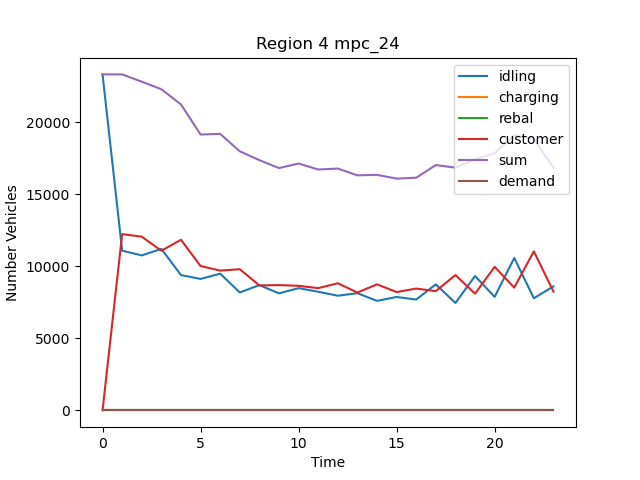 Region 4 mpc_24
idling
charging
rebal
customer
sum
demand
Number Vehicles
20000
15000
10000
5000
0
0 5 10 15 20
Time